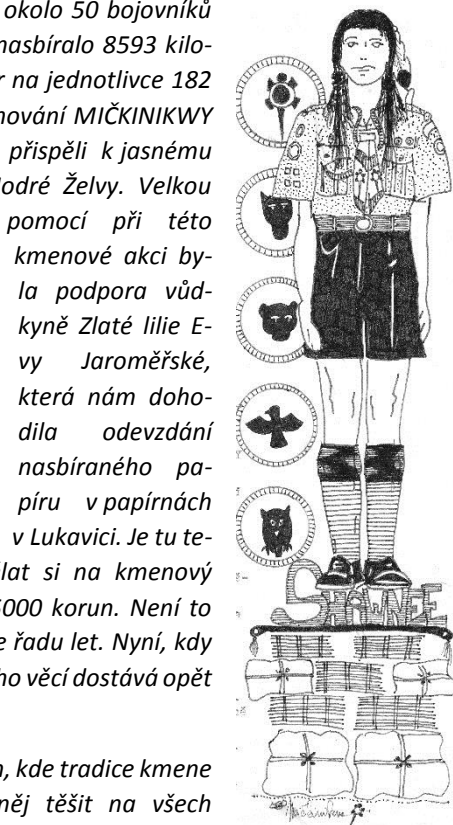 okolo 50 bojovníků
nasbíralo 8593 kilo-
na jednotlivce 182
nování MIČKINIKWY
přispěli k jasnému
odré Želvy. Velkou
pomocí při této
kmenové akci by-
la podpora vůd-
kyně Zlaté lilie E-
vy Jaroměřské,
která nám doho-
dila odevzdání
nasbíraného pa-
píru v papírnách
v Lukavici. Je tu te-
lat si na kmenový
5000 korun. Není to
e řadu let. Nyní, kdy
ho věcí dostává opět
, kde tradice kmene
něj těšit na všech
SHAWNEE